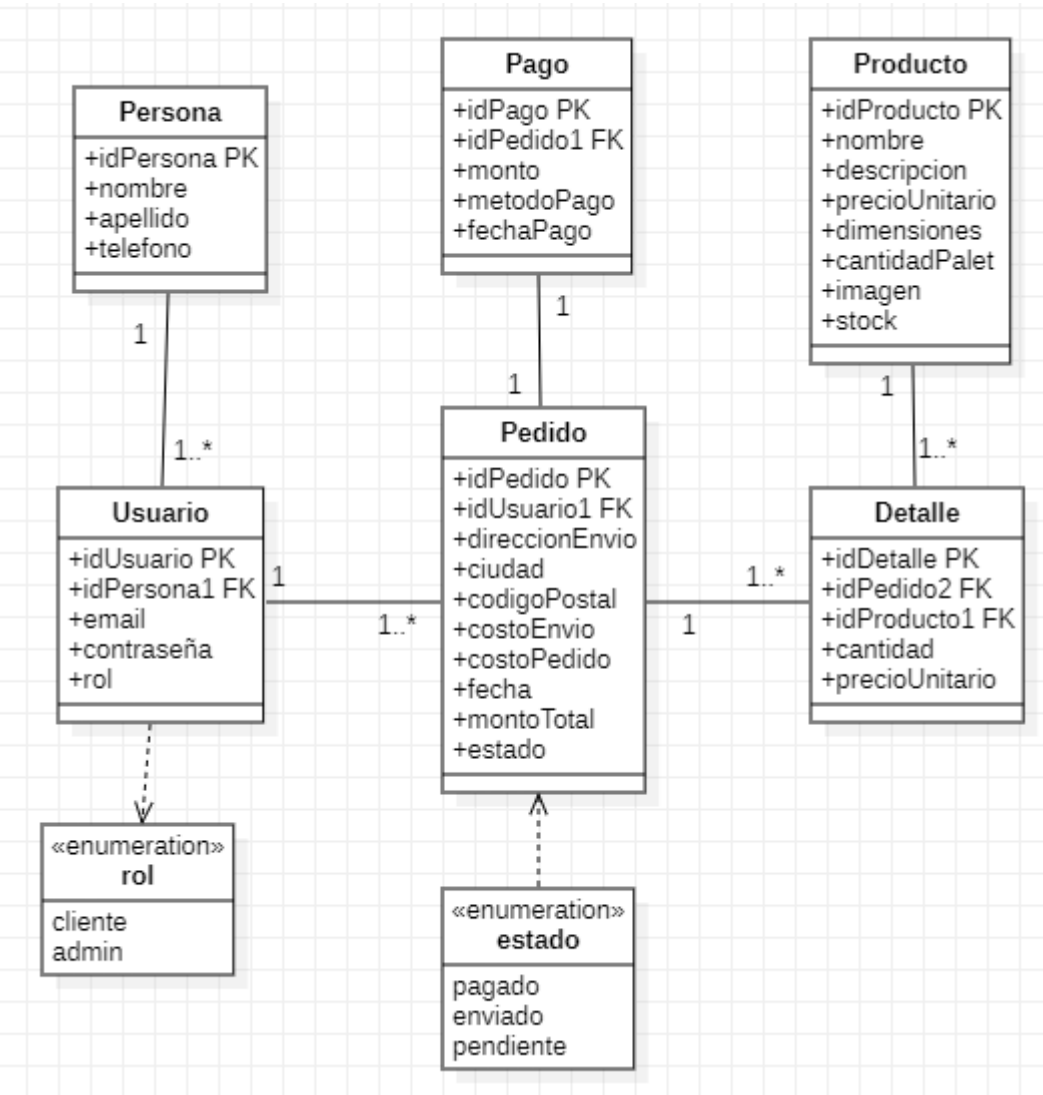 Persona
+idPersona PK
+nombre
+apellido
+telefono
1
1..*
Usuario
+idUsuario PK
+idPersona1 FK
+email
+contraseña
+rol
1
1..*
«enumeration»
rol
cliente
admin
Pago
+idPago PK
+idPedido1 FK
+monto
+metodoPago
+fechaPago
1
1
Pedido
+idPedido PK
+idUsuario1 FK
+direccionEnvio
+ciudad
+codigoPostal
+costoEnvio
+costoPedido
+fecha
+montoTotal
+estado
«enumeration»
estado
pagado
enviado
pendiente
Producto
+idProducto PK
+nombre
+descripcion
+precioUnitario
+dimensiones
+cantidadPalet
+imagen
+stock
1
1..*
1..*
1
Detalle
+idDetalle PK
+idPedido2 FK
+idProducto1 FK
+cantidad
+precioUnitario